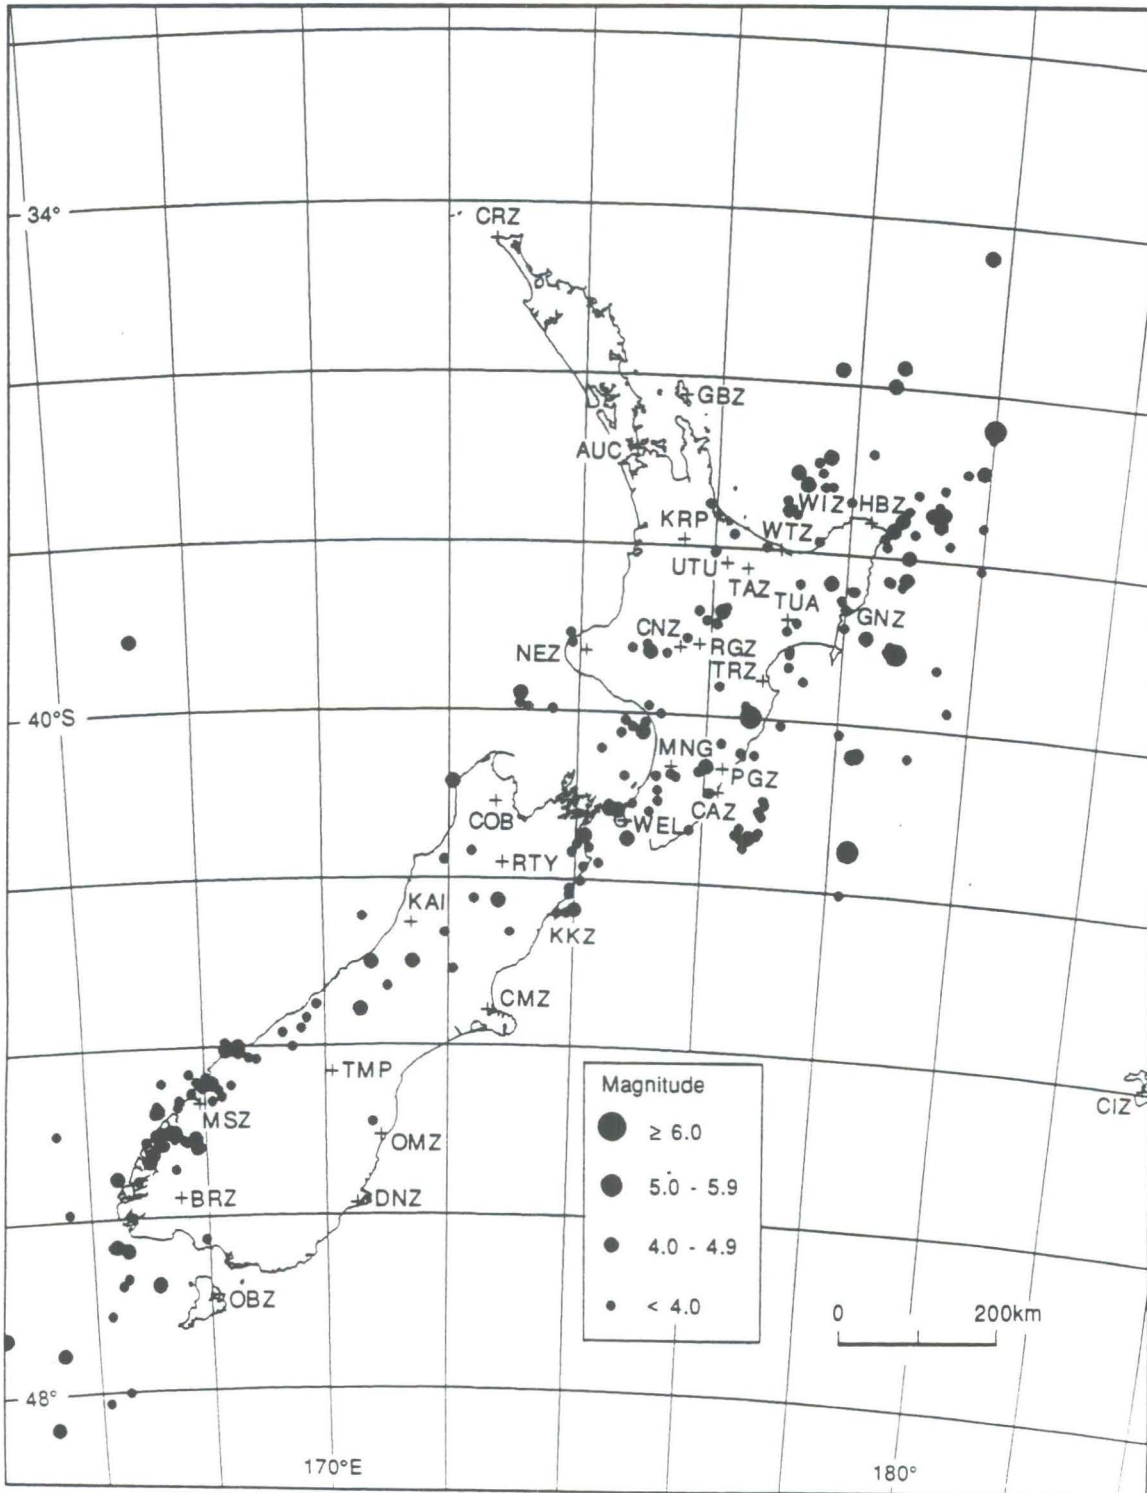 34°
CRZ
GBZ
AUC
WIZ
HBZ
KRP
WTZ
UTU
TAZ
TUA
GNZ
CNZ
NEZ
RGZ
TRZ
40°S
MNG
PGZ
COB
CAZ
WEL
RTY
KAI
KKZ
CMZ
TMP
Magnitude
CIZ
MSZ
≥ 6.0
OMZ
5.0 - 5.9
BRZ
DNZ
4.0 - 4.9
OBZ
< 4.0
0 200km
48°
170°E
180°